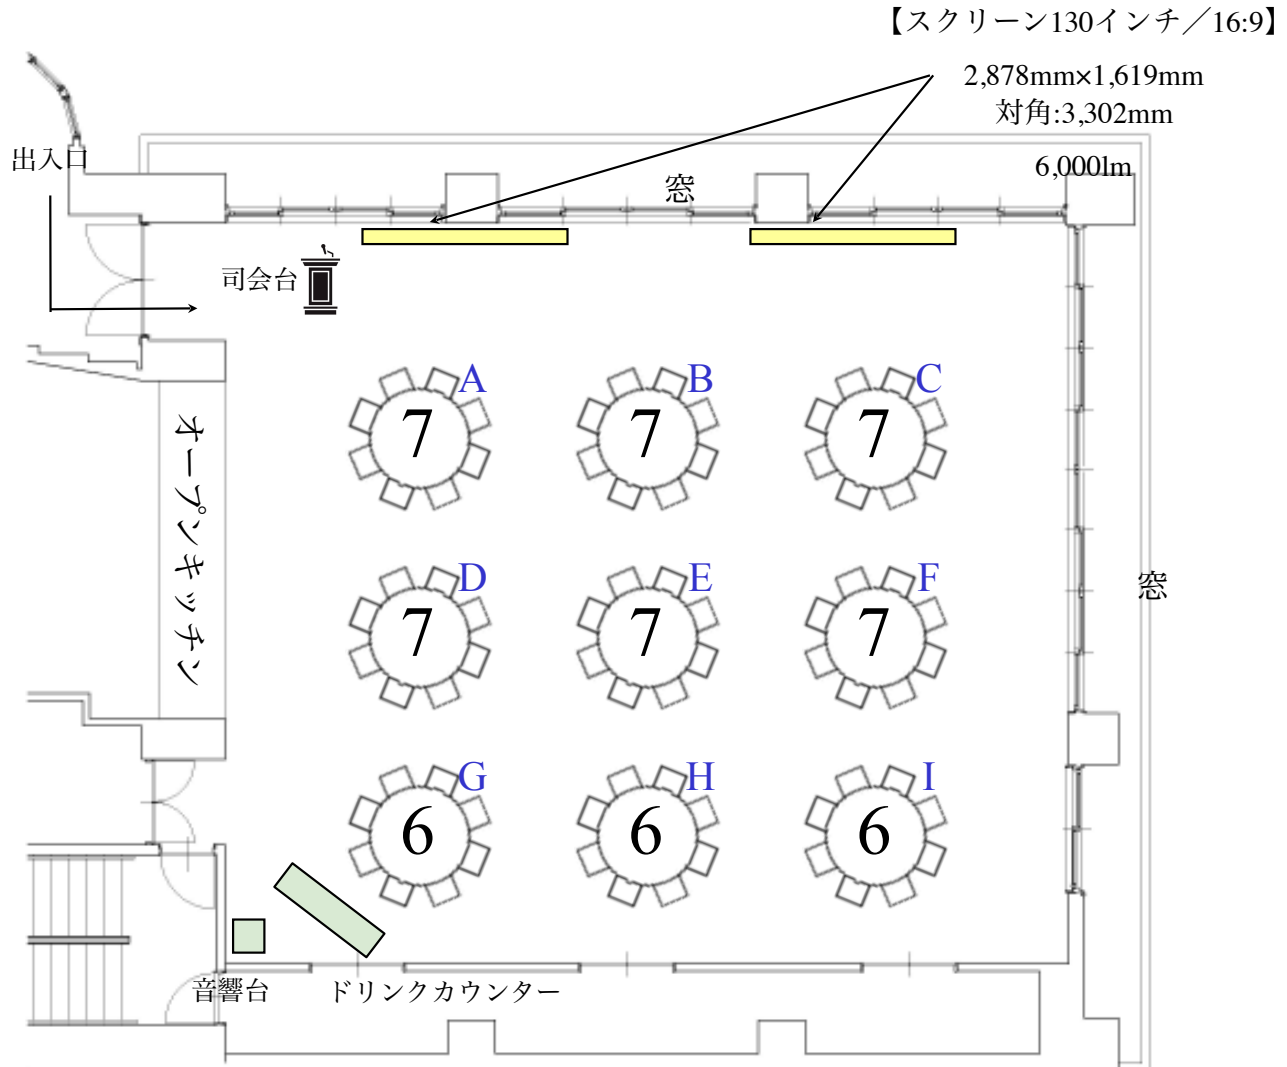 【スクリーン130インチ／16:9】
2,878mm×1,619mm
対角:3,302mm
6,000lm
出入口
窓
司会台
A
7
B
7
C
7
オープンキッチン
D
7
E
7
F
7
窓
G
6
H
6
I
6
音響台
ドリンクカウンター